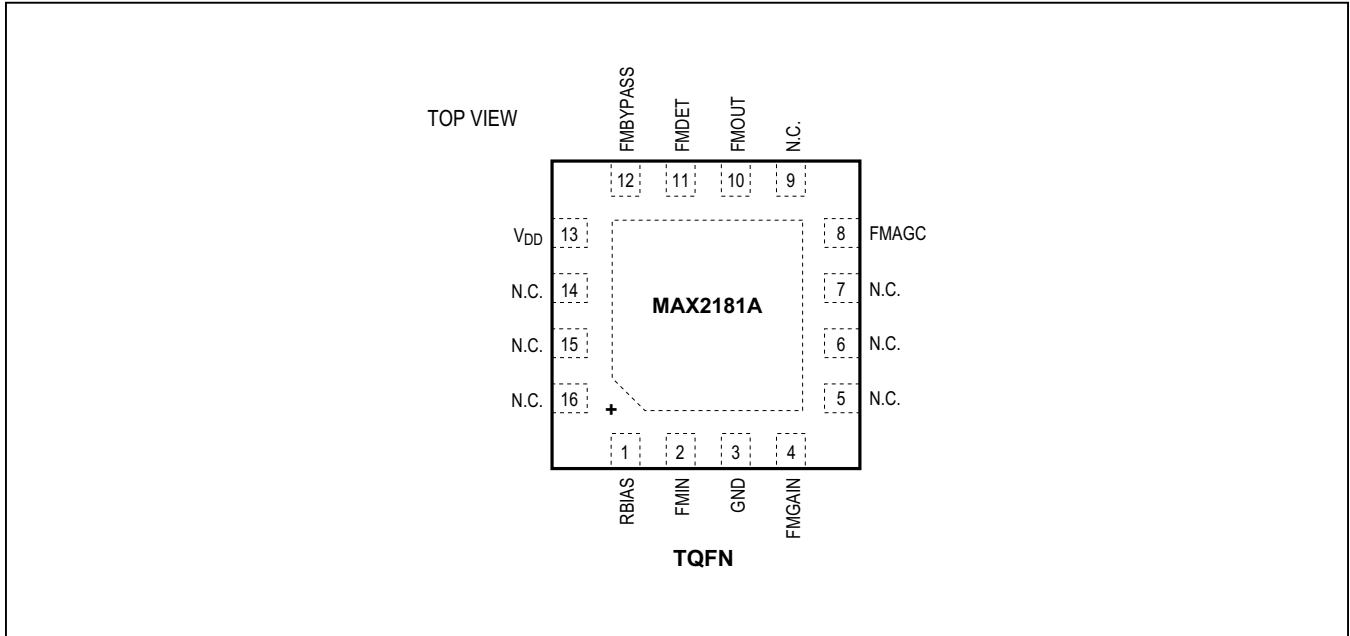 TOP VIEW
FMBYPASS
FMDET
FMOUT
N.C.
12
11
10
9
VDD 13
8 FMAGC
N.C. 14
7 N.C.
MAX2181A
N.C. 15
6 N.C.
N.C. 16
5 N.C.
+
1
2
3
4
RBIAS
FMIN
GND
FMGAIN
TQFN